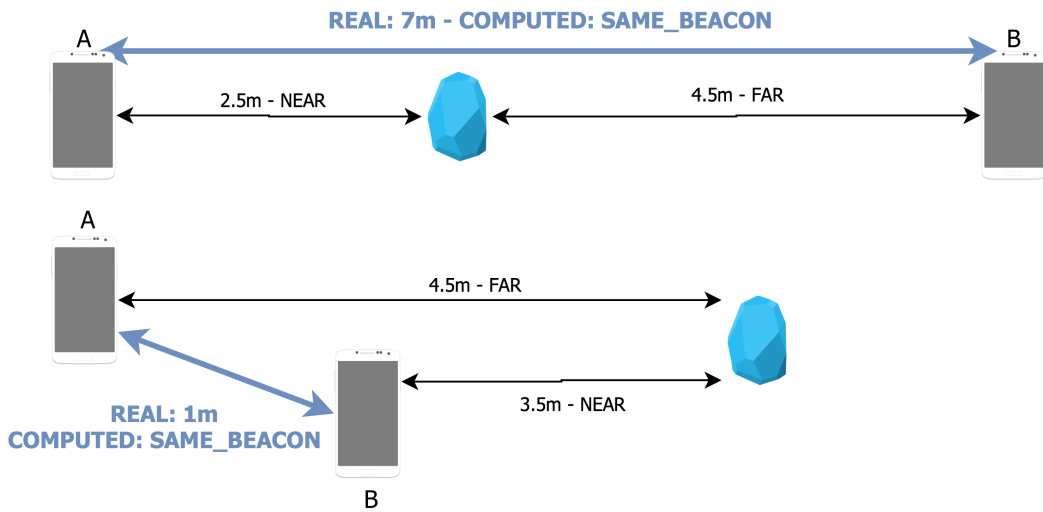 REAL: 7m - COMPUTED: SAME_BEACON
A
B
2.5m - NEAR
4.5m - FAR
A
4.5m - FAR
3.5m - NEAR
REAL: 1m
COMPUTED: SAME_BEACON
B